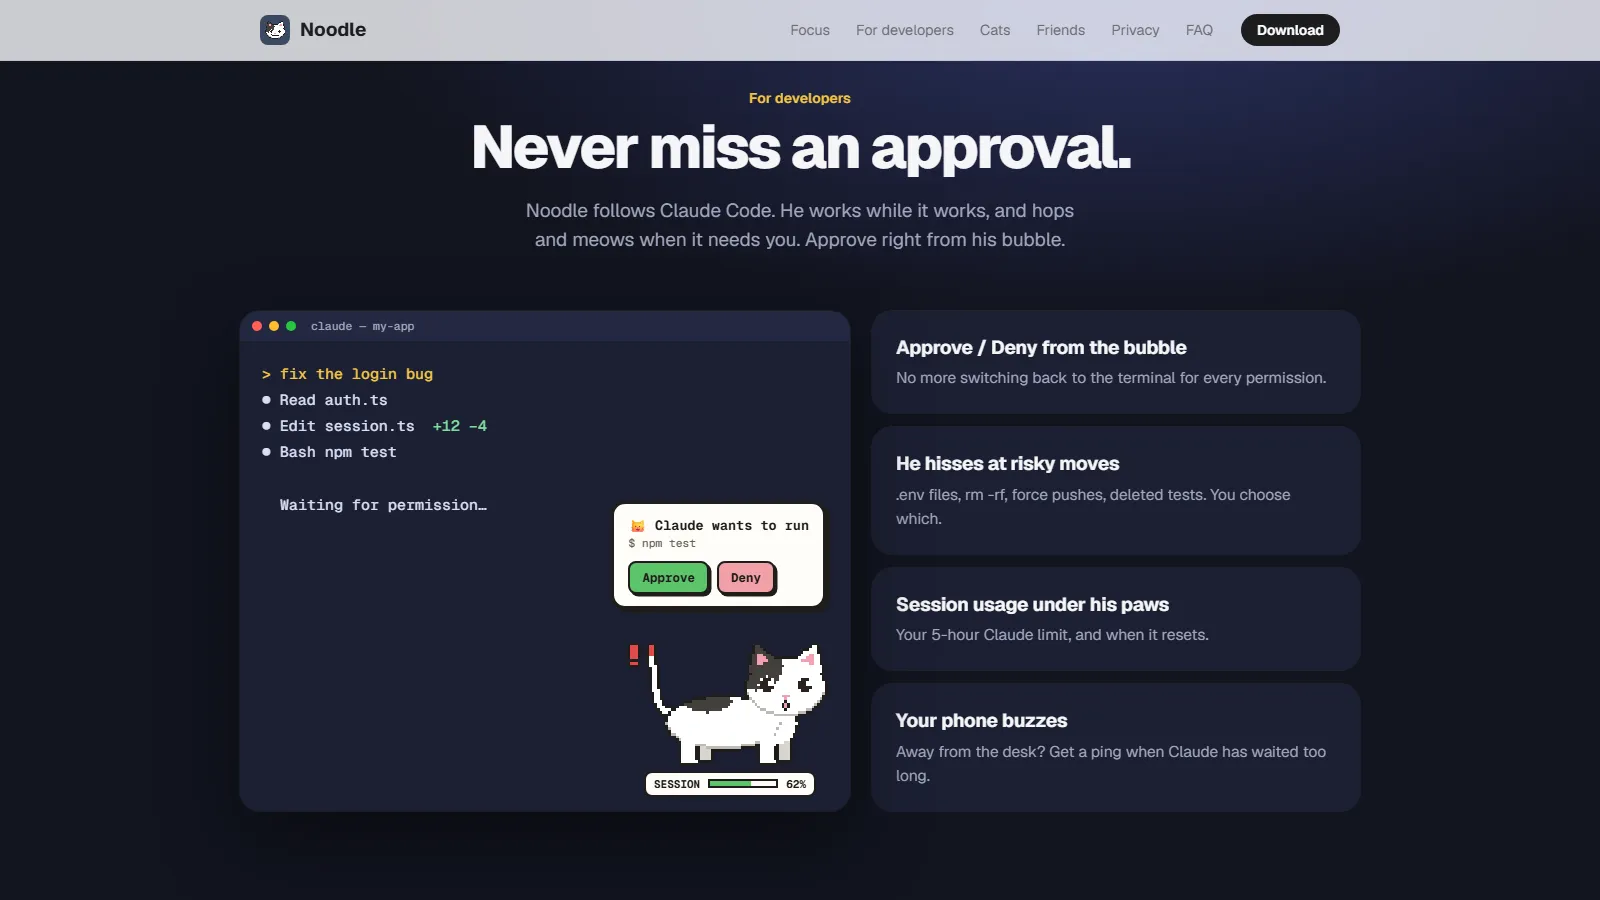 Noodle
Focus
For developers
Cats
Friends
Privacy
FAQ
Download
For developers
Never miss an approval.
Noodle follows Claude Code. He works while it works, and hops
and meows when it needs you. Approve right from his bubble.
claude — my-app
> fix the login bug
● Read auth.ts
● Edit session.ts +12 −4
● Bash npm test
Waiting for permission…
Claude wants to run
$ npm test
Approve
Deny
SESSION 62%
Approve / Deny from the bubble
No more switching back to the terminal for every permission.
He hisses at risky moves
.env files, rm -rf, force pushes, deleted tests. You choose
which.
Session usage under his paws
Your 5-hour Claude limit, and when it resets.
Your phone buzzes
Away from the desk? Get a ping when Claude has waited too
long.